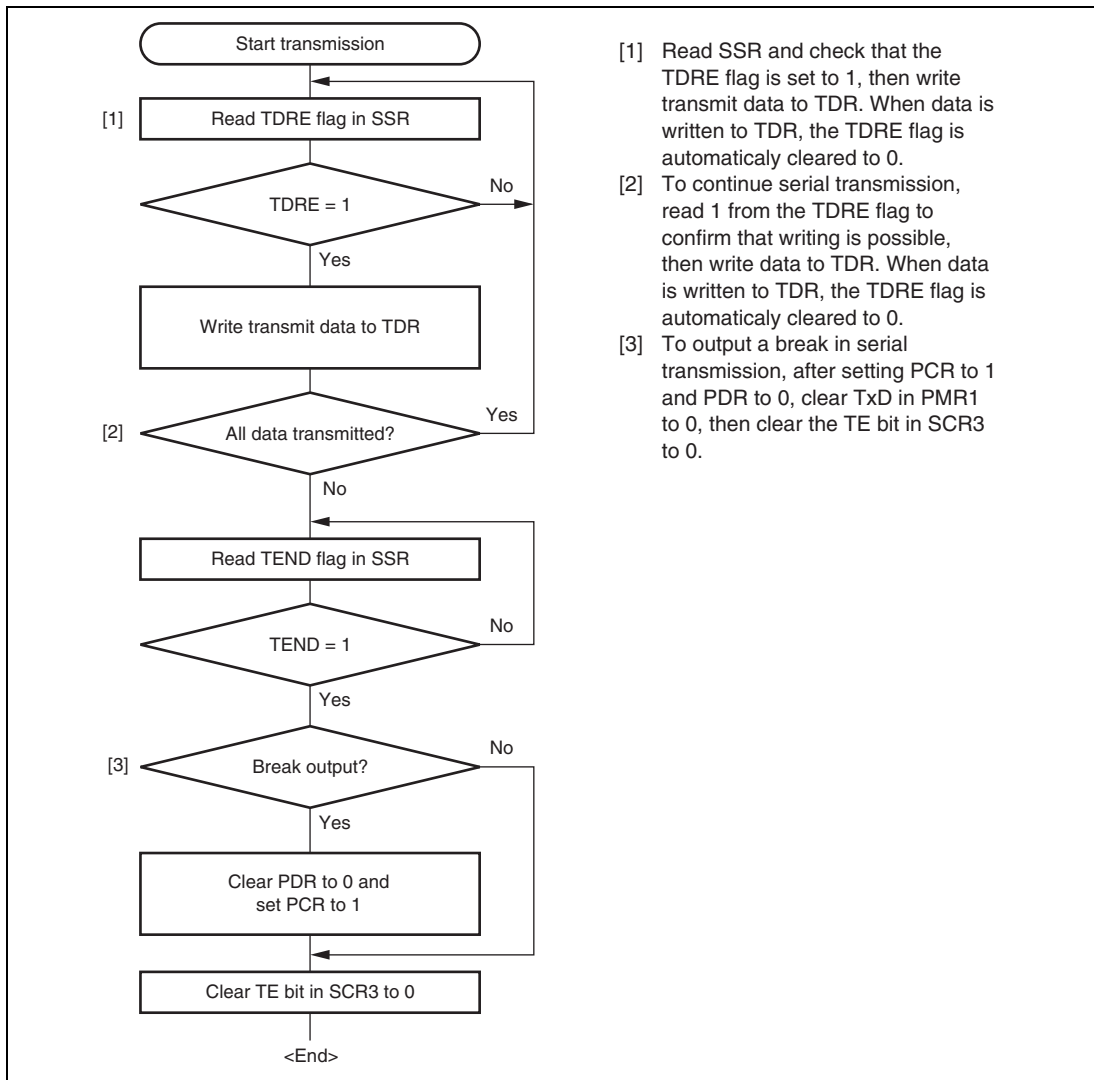 Start transmission
[1] Read TDRE flag in SSR
No
TDRE = 1
Yes
Write transmit data to TDR
Yes
[2] All data transmitted?
No
Read TEND flag in SSR
No
TEND = 1
Yes
No
[3] Break output?
Yes
Clear PDR to 0 and
set PCR to 1
Clear TE bit in SCR3 to 0
<End>
[1] Read SSR and check that the
TDRE flag is set to 1, then write
transmit data to TDR. When data is
written to TDR, the TDRE flag is
automaticaly cleared to 0.
[2] To continue serial transmission,
read 1 from the TDRE flag to
confirm that writing is possible,
then write data to TDR. When data
is written to TDR, the TDRE flag is
automaticaly cleared to 0.
[3] To output a break in serial
transmission, after setting PCR to 1
and PDR to 0, clear TxD in PMR1
to 0, then clear the TE bit in SCR3
to 0.